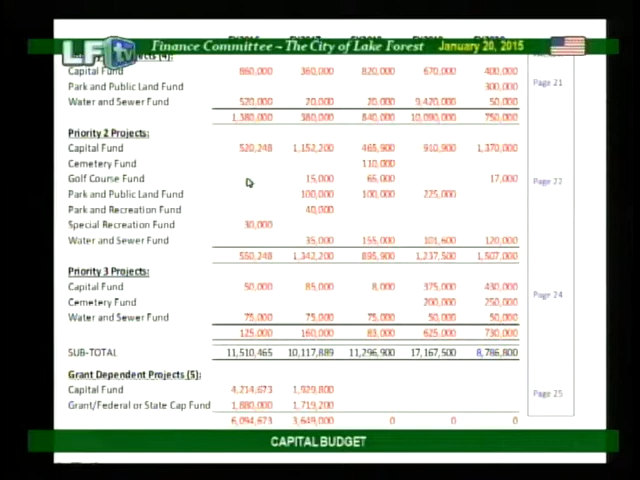 LFtv
Finance Committee - The City of Lake Forest January 20, 2015
Capital Fund 860,000 360,000 820,000 670,000 400,000 Page 21
Park and Public Land Fund 300,000
Water and Sewer Fund 520,000 20,000 20,000 9,420,000 50,000
1,380,000 380,000 840,000 10,090,000 750,000
Priority 2 Projects:
Capital Fund 520,248 1,152,200 465,900 910,900 1,370,000
Cemetery Fund 110,000
Golf Course Fund 15,000 65,000 17,000 Page 22
Park and Public Land Fund 100,000 100,000 225,000
Park and Recreation Fund 40,000
Special Recreation Fund 30,000
Water and Sewer Fund 35,000 155,000 101,600 120,000
550,248 1,342,200 895,900 1,237,500 1,507,000
Priority 3 Projects:
Capital Fund 50,000 85,000 8,000 375,000 430,000
Cemetery Fund 200,000 250,000 Page 24
Water and Sewer Fund 75,000 75,000 75,000 50,000 50,000
125,000 160,000 83,000 625,000 730,000
SUB-TOTAL 11,510,465 10,117,889 11,296,900 17,167,500 8,786,800
Grant Dependent Projects (5):
Capital Fund 4,214,673 1,929,800 Page 25
Grant/Federal or State Cap Fund 1,880,000 1,719,200
6,094,673 3,649,000 0 0 0
CAPITAL BUDGET